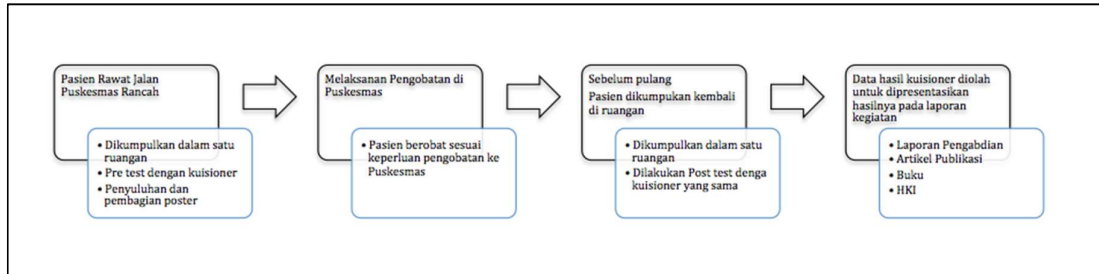 Pasien Rawat Jalan
Puskesmas Rancah
• Dikumpulkan dalam satu
ruangan
• Pre test dengan kuisioner
• Penyuluhan dan
pembagian poster
Melaksanan Pengobatan di
Puskesmas
• Pasien berobat sesuai
keperluan pengobatan ke
Puskesmas
Sebelum pulang
Pasien dikumpukan kembali
di ruangan
• Dikumpulkan dalam satu
ruangan
• Dilakukan Post test denga
kuisioner yang sama
Data hasil kuisioner diolah
untuk dipresentasikan
hasilnya pada laporan
kegiatan
• Laporan Pengabdian
• Artikel Publikasi
• Buku
• HKI